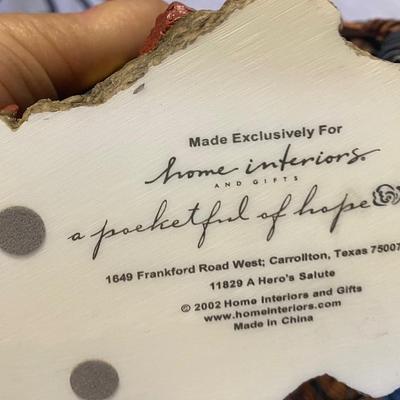 Made Exclusively For
home interiors®
AND GIFTS
a pocketful of hope
1649 Frankford Road West; Carrollton, Texas 75007
11829 A Hero's Salute
© 2002 Home Interiors and Gifts
www.homeinteriors.com
Made in China